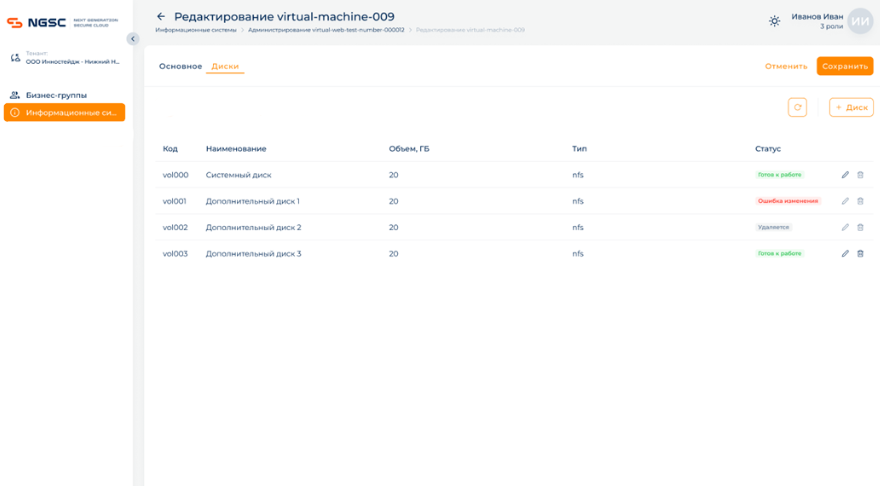 ← Редактирование virtual-machine-009
Информационные системы > Администрирование virtual-web-test-number-000012 > Редактирование virtual-machine-009
Иванов Иван
3 роли
ИИ
NGSC NEXT GENERATION SECURE CLOUD
Тенант:
ООО Инностейдж - Нижний Н...
Бизнес-группы
Информационные си...
Основное Диски
Отменить Сохранить
+ Диск
Код Наименование Объем, ГБ Тип Статус
vol000 Системный диск 20 nfs Готов к работе
vol001 Дополнительный диск 1 20 nfs Ошибка изменения
vol002 Дополнительный диск 2 20 nfs Удаляется
vol003 Дополнительный диск 3 20 nfs Готов к работе